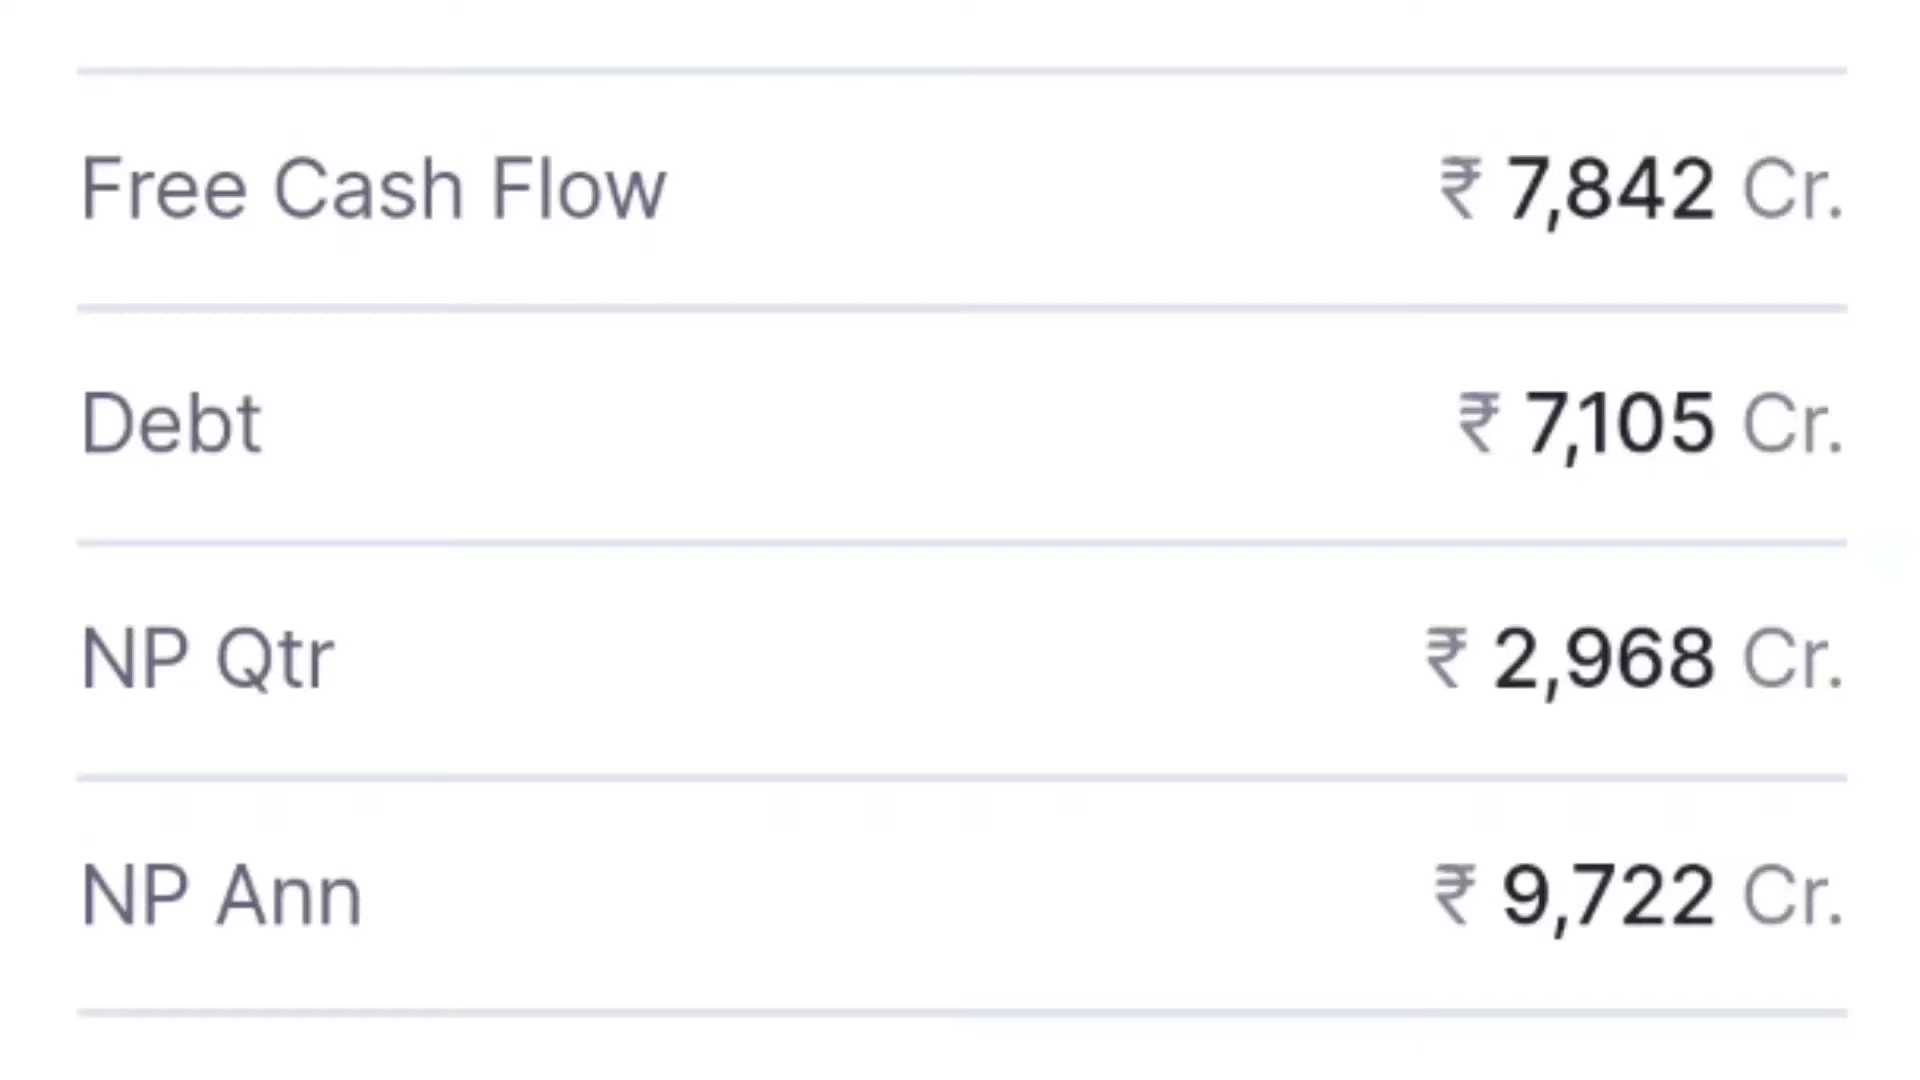 Free Cash Flow ₹ 7,842 Cr.
Debt ₹ 7,105 Cr.
NP Qtr ₹ 2,968 Cr.
NP Ann ₹ 9,722 Cr.